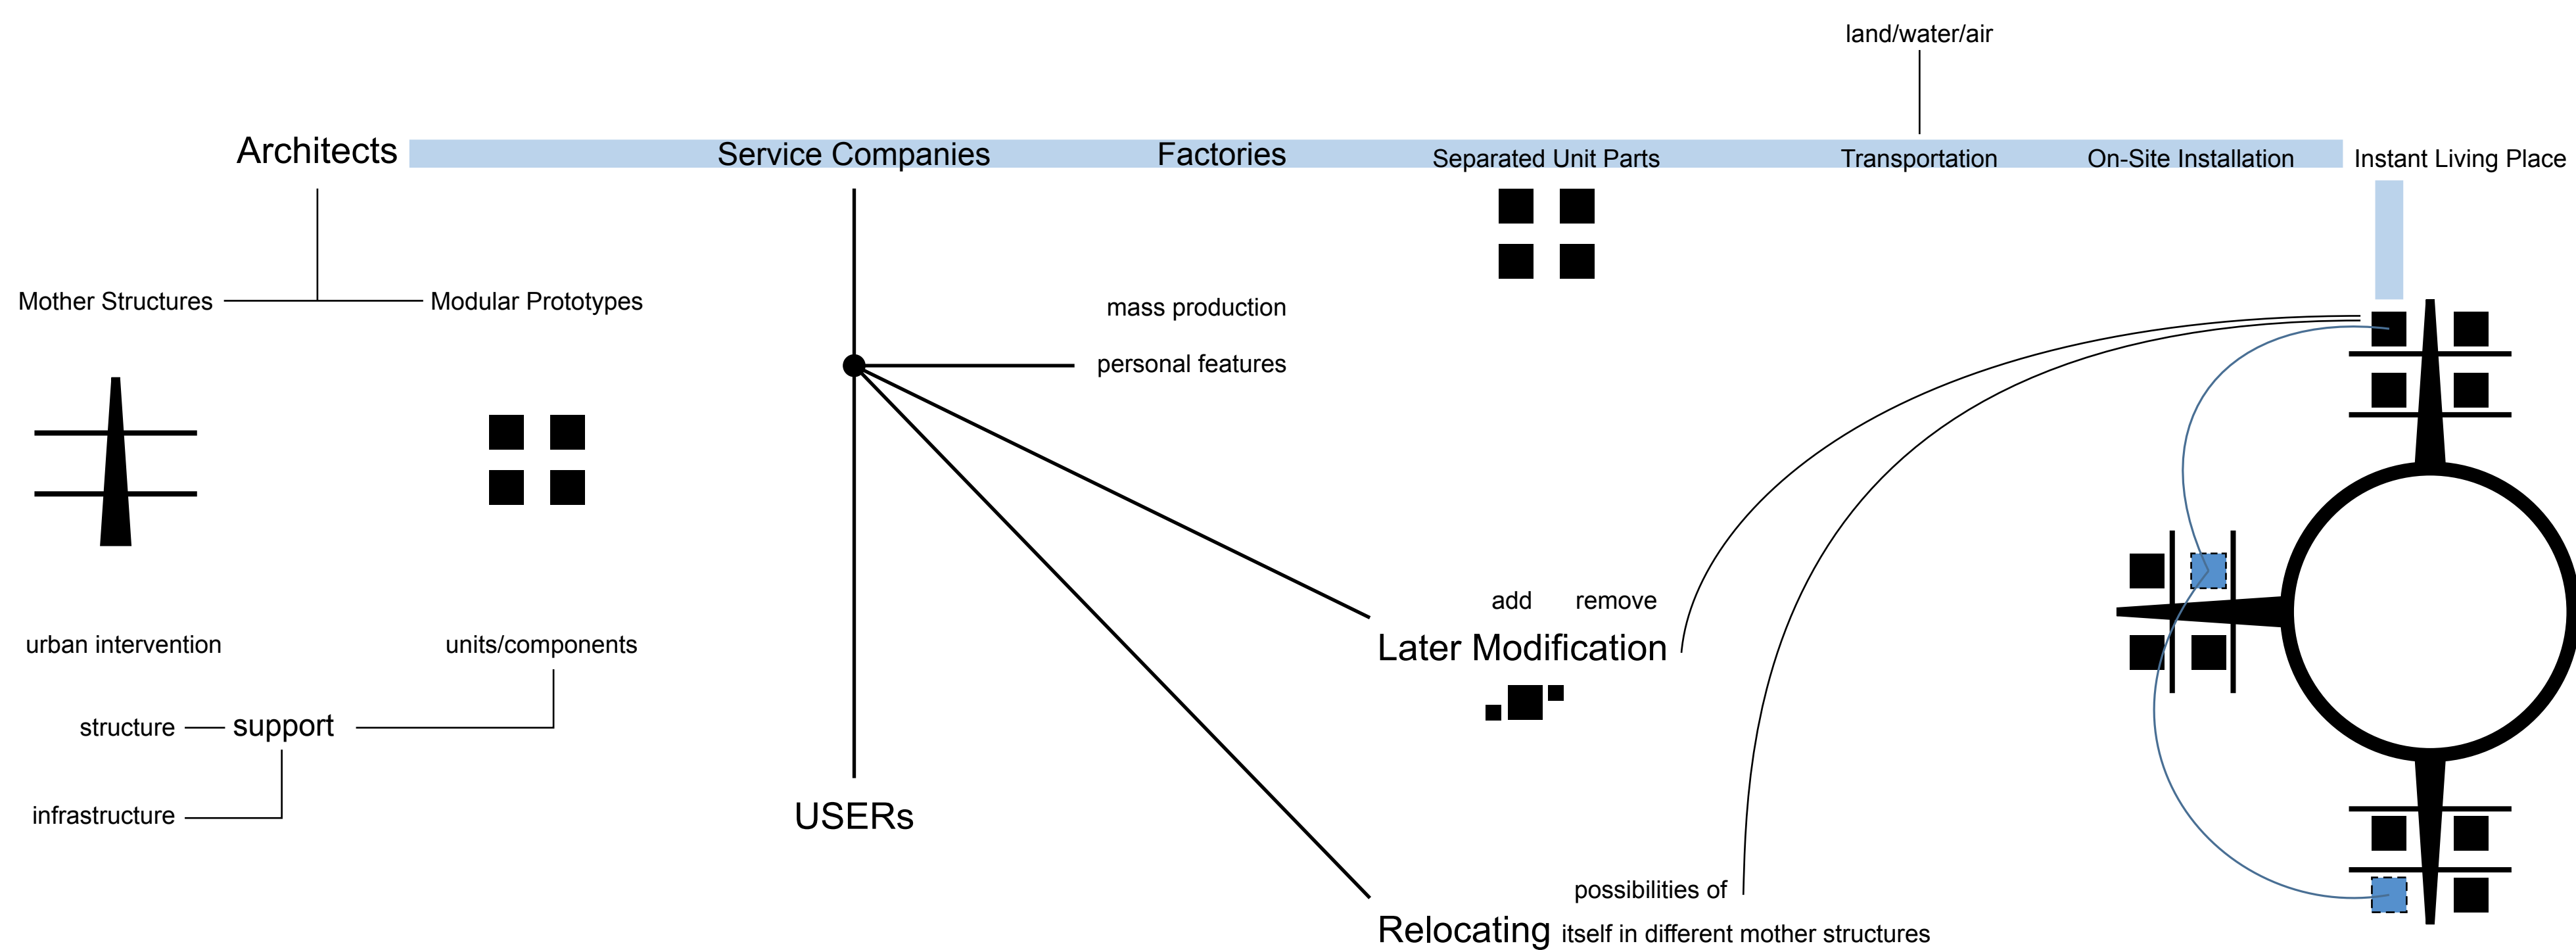 land/water/air
Architects
Service Companies
Factories
Separated Unit Parts
Transportation
On-Site Installation
Instant Living Place
Mother Structures
Modular Prototypes
mass production
personal features
urban intervention
units/components
structure
support
infrastructure
USERs
add
remove
Later Modification
possibilities of
Relocating itself in different mother structures